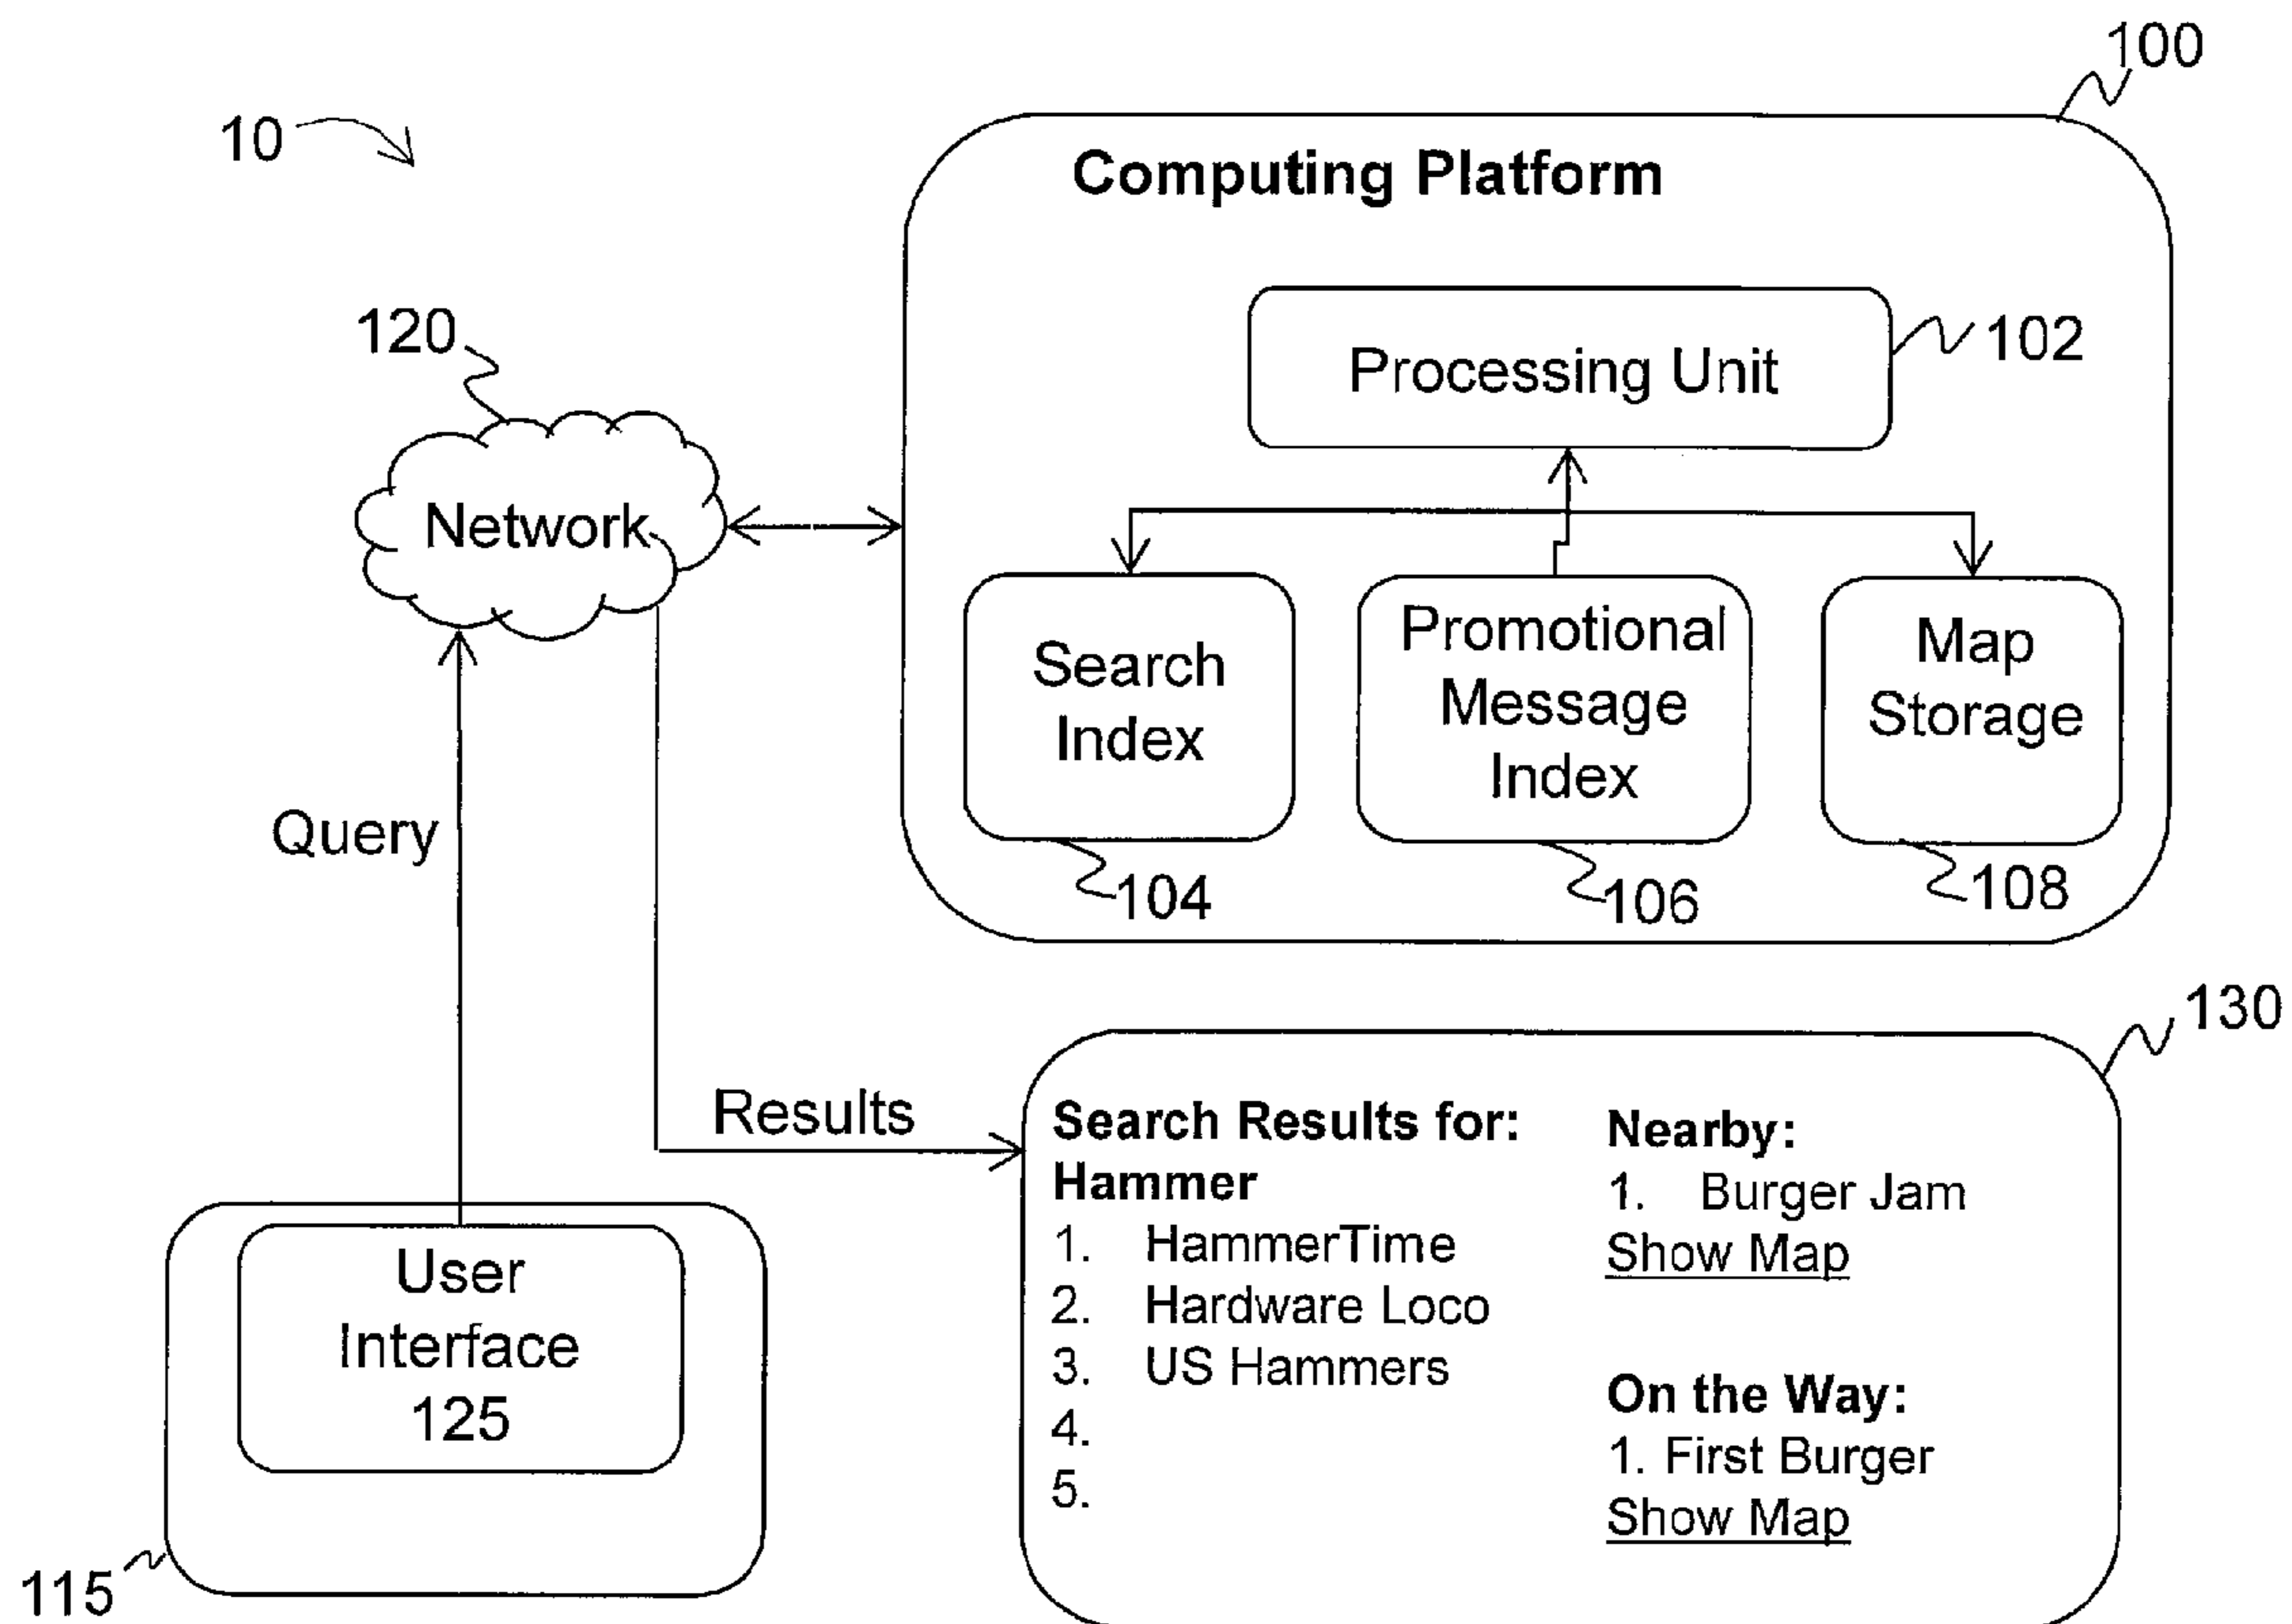 100
10
Computing Platform
120
Processing Unit
102
Network
Search
Index
Promotional
Message
Index
Map
Storage
104
106
108
Query
130
Results
Search Results for:
Hammer
1. HammerTime
2. Hardware Loco
3. US Hammers
4.
5.
Nearby:
1. Burger Jam
Show Map
On the Way:
1. First Burger
Show Map
User
Interface
125
115